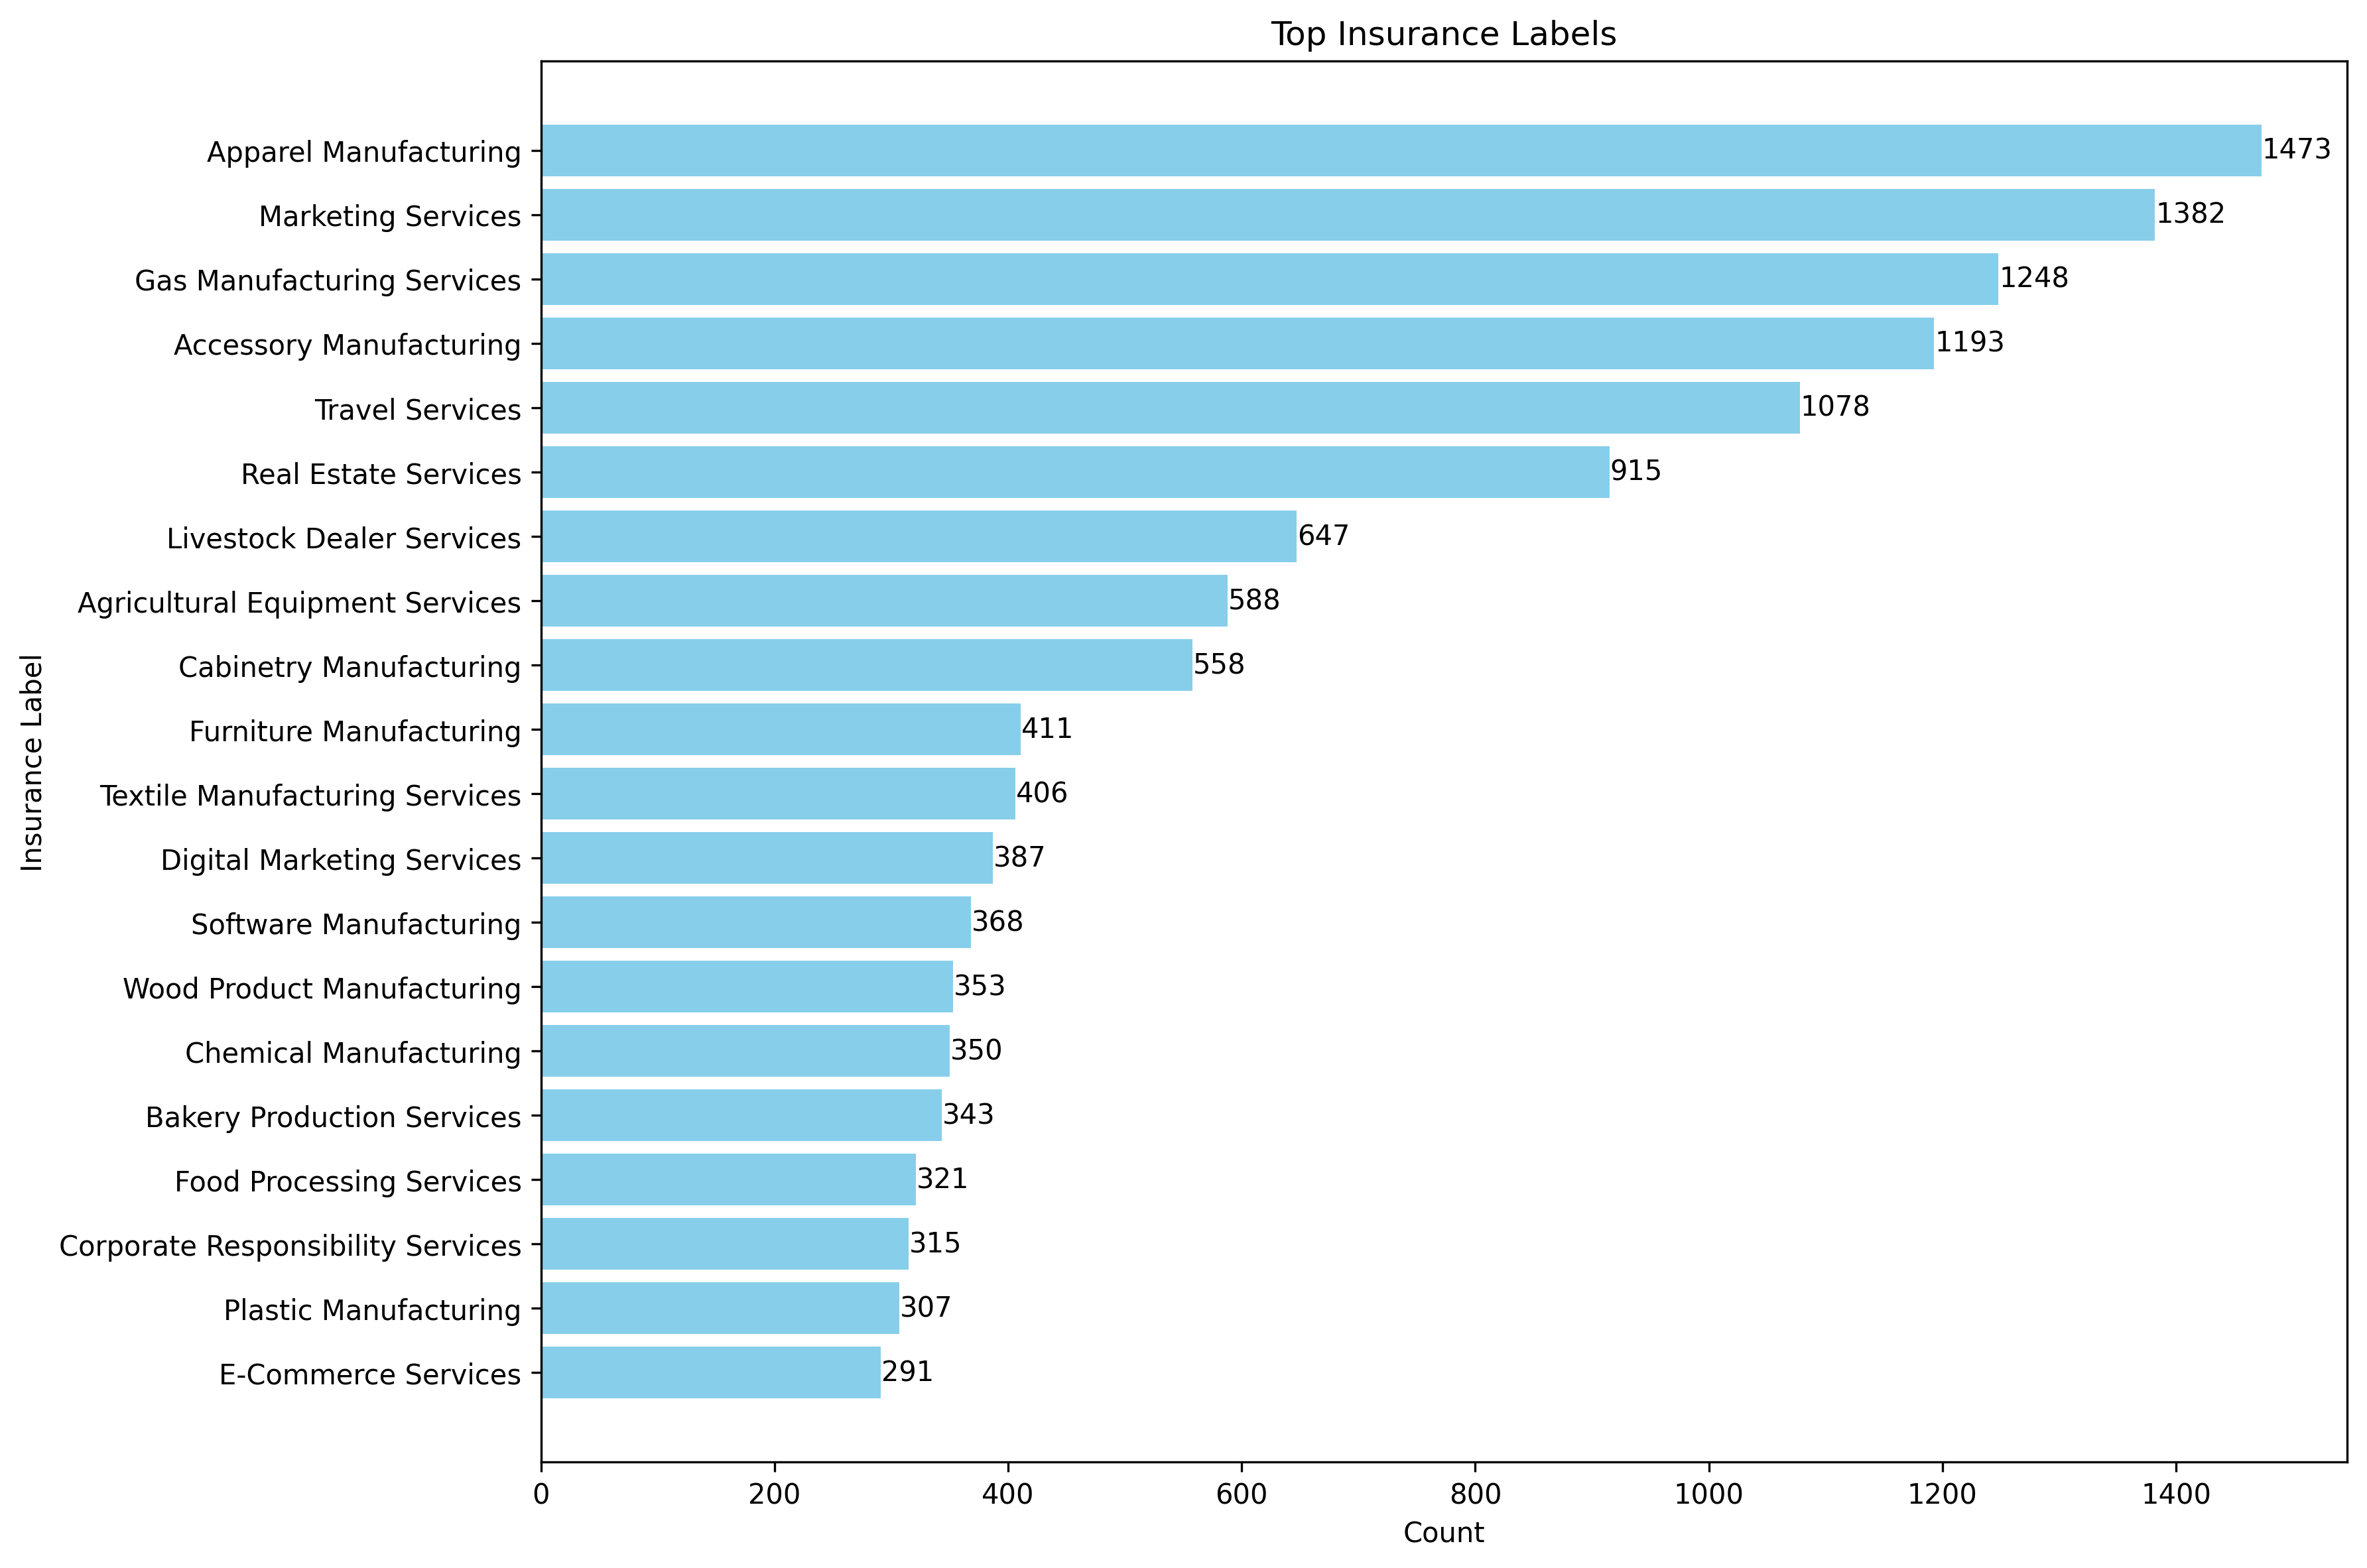 Top Insurance Labels
Apparel Manufacturing 1473
Marketing Services 1382
Gas Manufacturing Services 1248
Accessory Manufacturing 1193
Travel Services 1078
Real Estate Services 915
Livestock Dealer Services 647
Agricultural Equipment Services 588
Cabinetry Manufacturing 558
Furniture Manufacturing 411
Textile Manufacturing Services 406
Digital Marketing Services 387
Software Manufacturing 368
Wood Product Manufacturing 353
Chemical Manufacturing 350
Bakery Production Services 343
Food Processing Services 321
Corporate Responsibility Services 315
Plastic Manufacturing 307
E-Commerce Services 291
Insurance Label
0 200 400 600 800 1000 1200 1400
Count